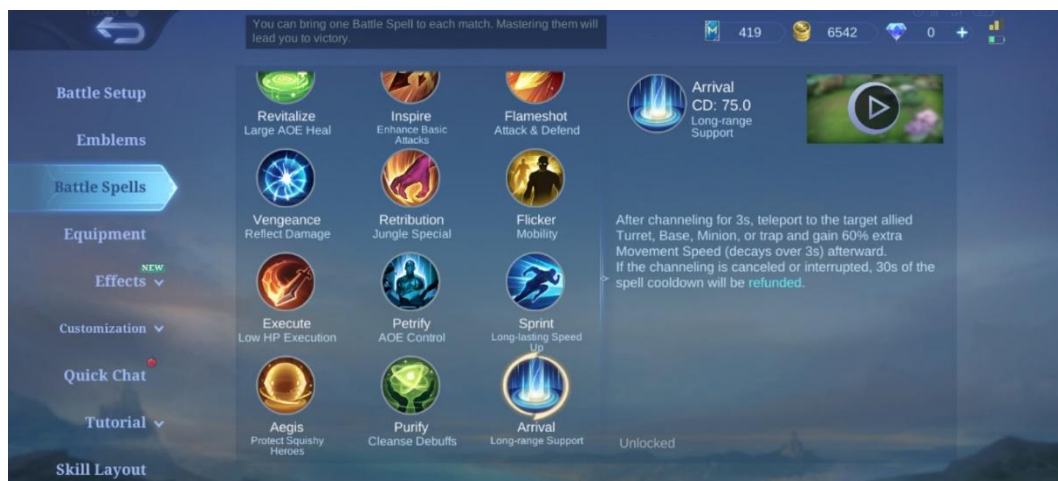 You can bring one Battle Spell to each match. Mastering them will
lead you to victory.
419
6542
0
Battle Setup
Emblems
Battle Spells
Equipment
NEW
Effects
Customization
Quick Chat
Tutorial
Skill Layout
Revitalize
Large AOE Heal
Inspire
Enhance Basic
Attacks
Flameshot
Attack & Defend
Vengeance
Reflect Damage
Retribution
Jungle Special
Flicker
Mobility
Execute
Low HP Execution
Petrify
AOE Control
Sprint
Long-lasting Speed
Up
Aegis
Protect Squishy
Heroes
Purify
Cleanse Debuffs
Arrival
Long-range Support
Arrival
CD: 75.0
Long-range
Support
After channeling for 3s, teleport to the target allied
Turret, Base, Minion, or trap and gain 60% extra
Movement Speed (decays over 3s) afterward.
If the channeling is canceled or interrupted, 30s of the
spell cooldown will be refunded.
Unlocked